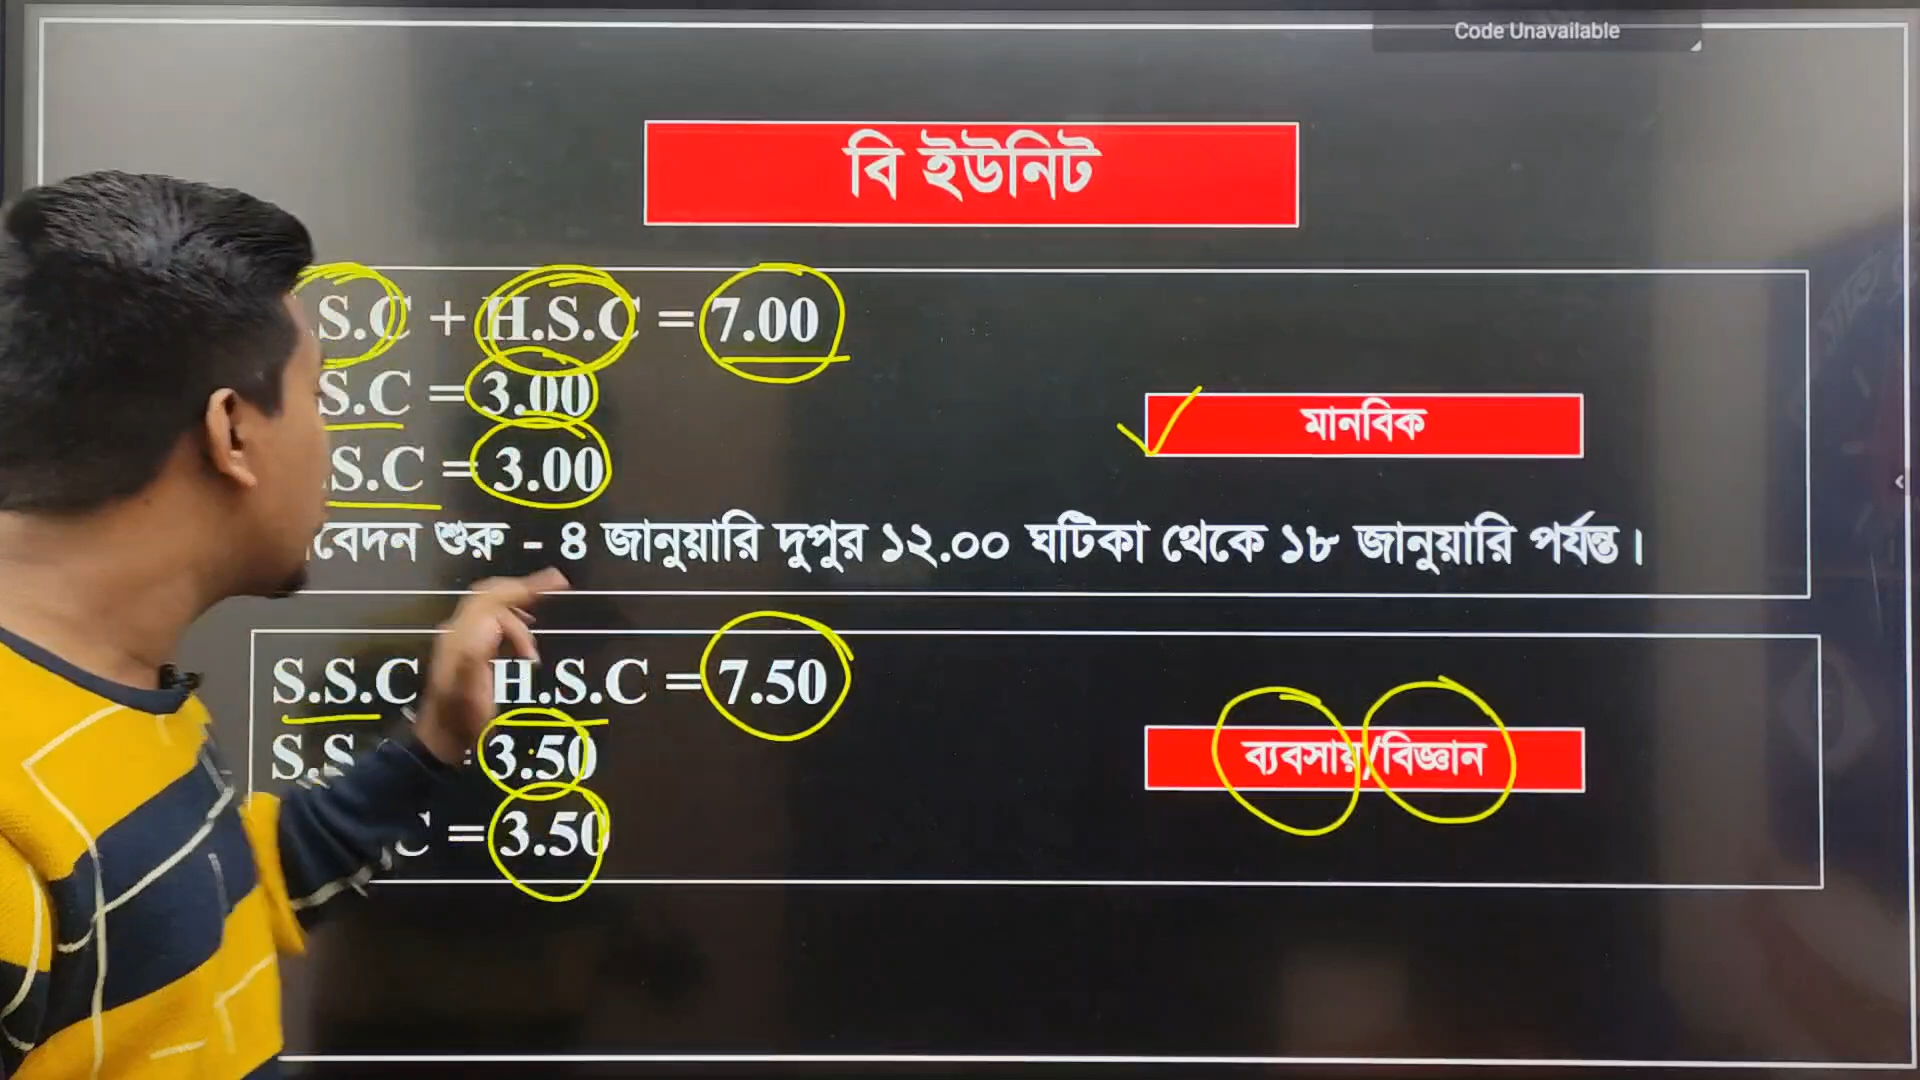 Code Unavailable
বি ইউনিট
S.C + H.S.C = 7.00
S.C = 3.00
S.C = 3.00
মানবিক
শুরু - ৪ জানুয়ারি দুপুর ১২.০০ ঘটিকা থেকে ১৮ জানুয়ারি পর্যন্ত।
S.S.C H.S.C = 7.50
S.S = 3.50
C = 3.50
ব্যবসায়/বিজ্ঞান